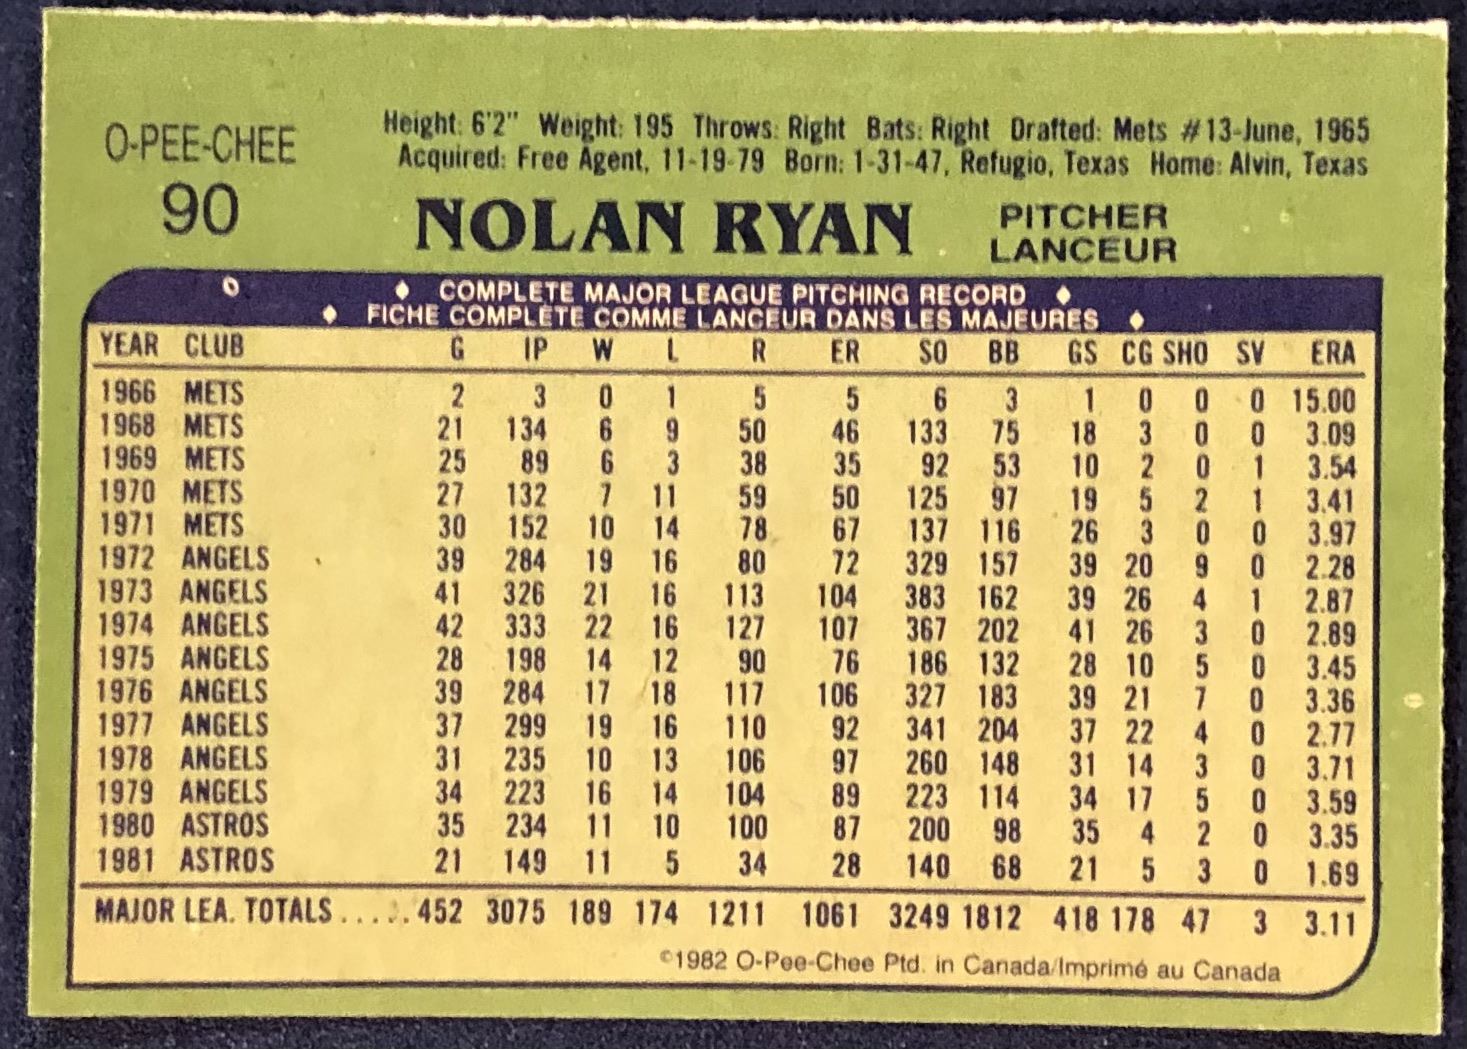 Height: 6'2" Weight: 195 Throws: Right Bats: Right Drafted: Mets #13-June, 1965
O-PEE-CHEE
Acquired: Free Agent, 11-19-79 Born: 1-31-47, Refugio, Texas Home: Alvin, Texas
90 NOLAN RYAN PITCHER
LANCEUR
COMPLETE MAJOR LEAGUE PITCHING RECORD
FICHE COMPLETE COMME LANCEUR DANS LES MAJEURES
YEAR CLUB G IP W L R ER SO BB GS CG SHO SV ERA
1966 METS 2 3 0 1 5 5 6 3 1 0 0 0 15.00
1968 METS 21 134 6 9 50 46 133 75 18 3 0 0 3.09
1969 METS 25 89 6 3 38 35 92 53 10 2 0 1 3.54
1970 METS 27 132 7 11 59 50 125 97 19 5 2 1 3.41
1971 METS 30 152 10 14 78 67 137 116 26 3 0 0 3.97
1972 ANGELS 39 284 19 16 80 72 329 157 39 20 9 0 2.28
1973 ANGELS 41 326 21 16 113 104 383 162 39 26 4 1 2.87
1974 ANGELS 42 333 22 16 127 107 367 202 41 26 3 0 2.89
1975 ANGELS 28 198 14 12 90 76 186 132 28 10 5 0 3.45
1976 ANGELS 39 284 17 18 117 106 327 183 39 21 7 0 3.36
1977 ANGELS 37 299 19 16 110 92 341 204 37 22 4 0 2.77
1978 ANGELS 31 235 10 13 106 97 260 148 31 14 3 0 3.71
1979 ANGELS 34 223 16 14 104 89 223 114 34 17 5 0 3.59
1980 ASTROS 35 234 11 10 100 87 200 98 35 4 2 0 3.35
1981 ASTROS 21 149 11 5 34 28 140 68 21 5 3 0 1.69
MAJOR LEA. TOTALS ..... 452 3075 189 174 1211 1061 3249 1812 418 178 47 3 3.11
©1982 O-Pee-Chee Ptd. in Canada/Imprimé au Canada